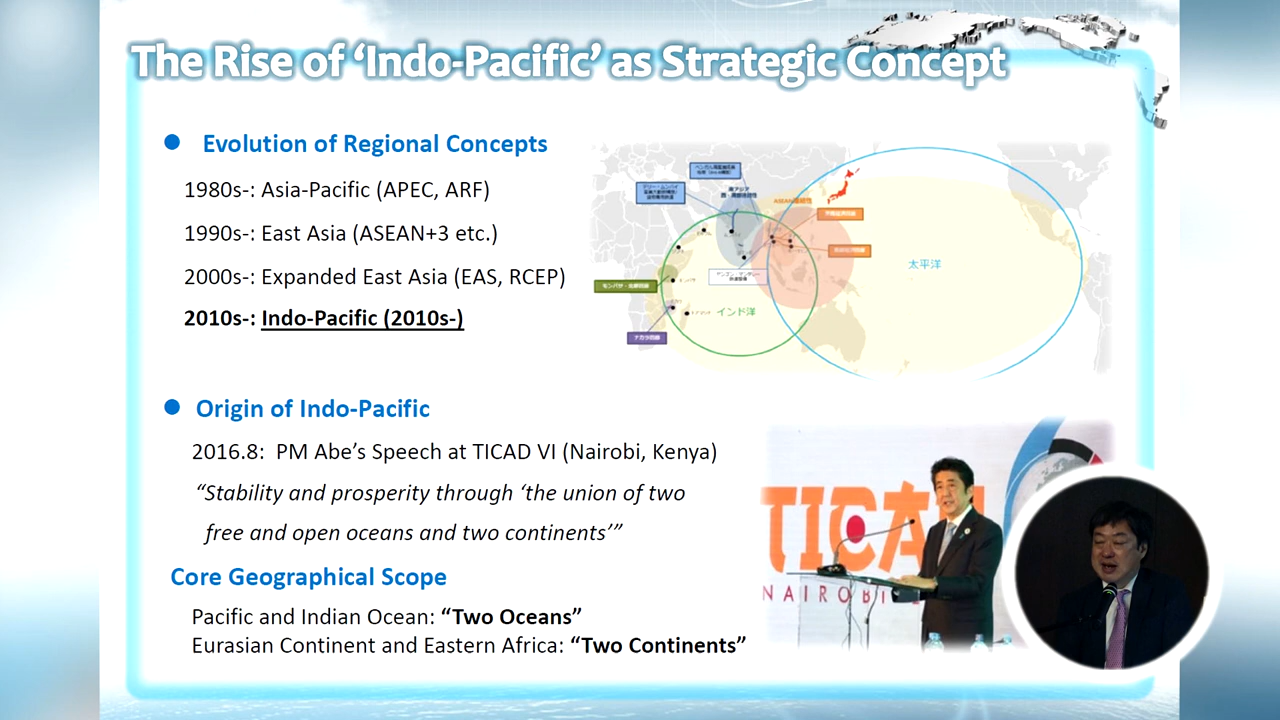 The Rise of ‘Indo-Pacific’ as Strategic Concept
Evolution of Regional Concepts
1980s-: Asia-Pacific (APEC, ARF)
1990s-: East Asia (ASEAN+3 etc.)
2000s-: Expanded East Asia (EAS, RCEP)
2010s-: Indo-Pacific (2010s-)
太平洋
インド洋
Origin of Indo-Pacific
2016.8: PM Abe’s Speech at TICAD VI (Nairobi, Kenya)
“Stability and prosperity through ‘the union of two
free and open oceans and two continents’”
Core Geographical Scope
Pacific and Indian Ocean: “Two Oceans”
Eurasian Continent and Eastern Africa: “Two Continents”
TICA
NAIROBI